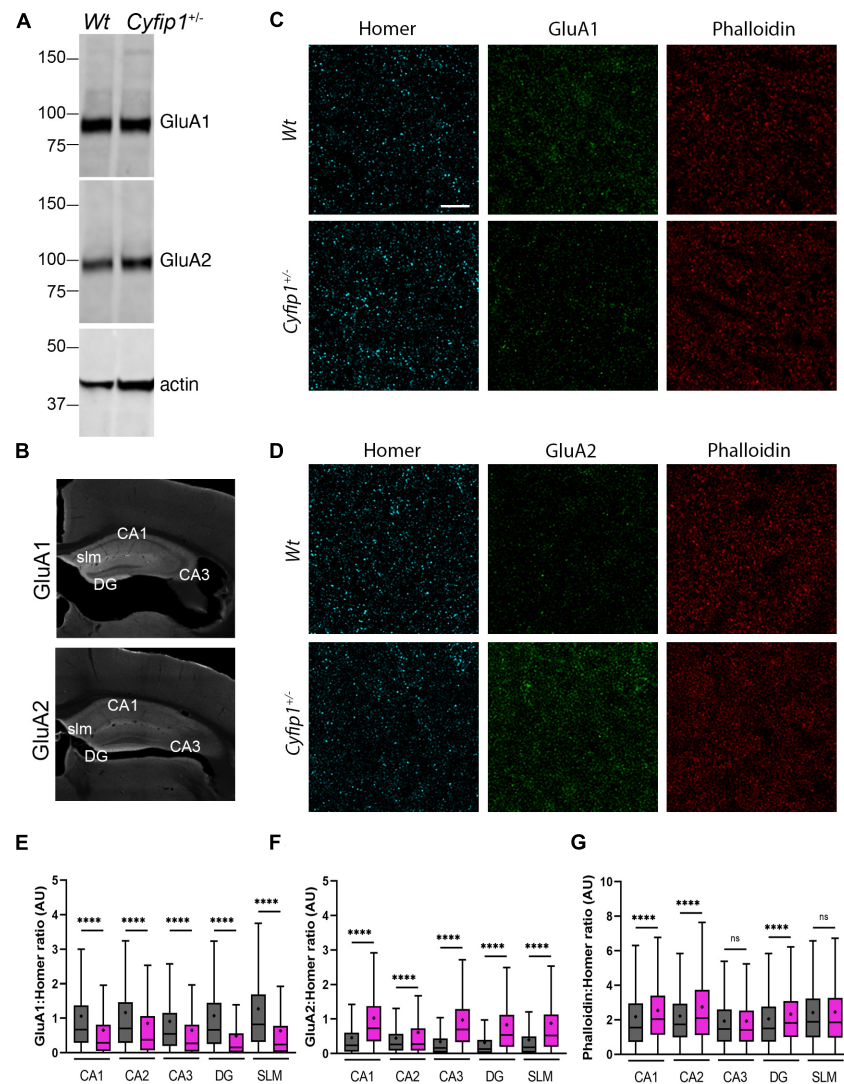 A
Wt Cyfip1+/-
150
100
75
GluA1
150
100
75
GluA2
50
37
actin
B
GluA1
CA1
slm
CA3
DG
GluA2
CA1
slm
CA3
DG
C
Homer GluA1 Phalloidin
Wt
Cyfip1+/-
D
Homer GluA2 Phalloidin
Wt
Cyfip1+/-
E
GluA1:Homer ratio (AU)
5
4
3
2
1
0
**** **** **** **** ****
CA1 CA2 CA3 DG SLM
F
GluA2:Homer ratio (AU)
5
4
3
2
1
0
**** **** **** **** ****
CA1 CA2 CA3 DG SLM
G
Phalloidin:Homer ratio (AU)
10
8
6
4
2
0
**** **** ns **** ns
CA1 CA2 CA3 DG SLM